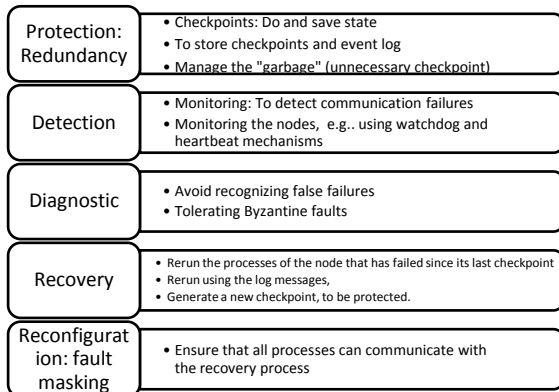 Protection:
Redundancy
• Checkpoints: Do and save state
• To store checkpoints and event log
• Manage the "garbage" (unnecessary checkpoint)
Detection
• Monitoring: To detect communication failures
• Monitoring the nodes, e.g.. using watchdog and
heartbeat mechanisms
Diagnostic
• Avoid recognizing false failures
• Tolerating Byzantine faults
Recovery
• Rerun the processes of the node that has failed since its last checkpoint
• Rerun using the log messages,
• Generate a new checkpoint, to be protected.
Reconfigurat
ion: fault
masking
• Ensure that all processes can communicate with
the recovery process